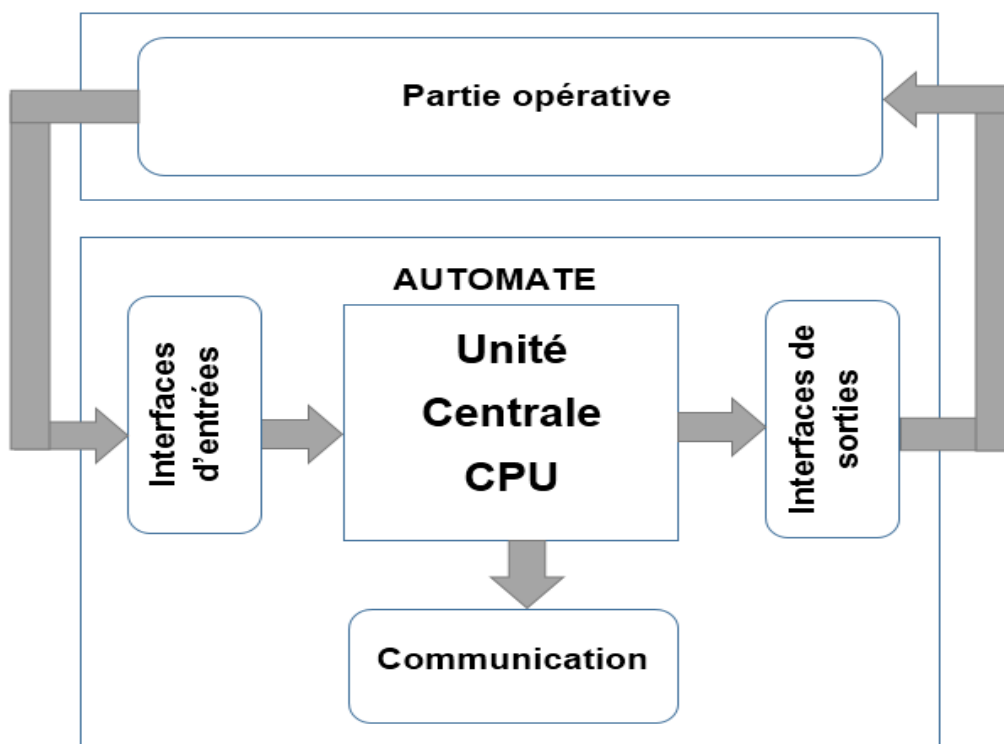 Partie opérative
AUTOMATE
Interfaces
d'entrées
Unité
Centrale
CPU
Interfaces de
sorties
Communication